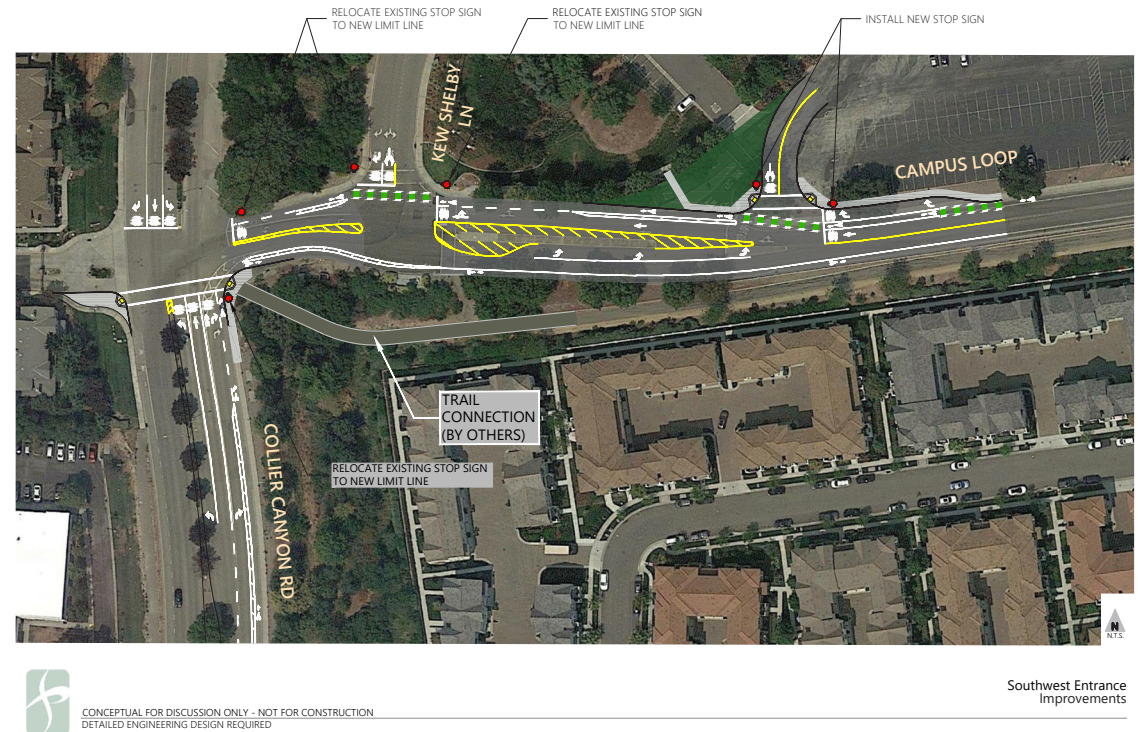 RELOCATE EXISTING STOP SIGN
TO NEW LIMIT LINE
RELOCATE EXISTING STOP SIGN
TO NEW LIMIT LINE
INSTALL NEW STOP SIGN
KEW SHELBY
LN
CAMPUS LOOP
TRAIL
CONNECTION
(BY OTHERS)
RELOCATE EXISTING STOP SIGN
TO NEW LIMIT LINE
COLLIER CANYON RD
N
N.T.S.
Southwest Entrance
Improvements
CONCEPTUAL FOR DISCUSSION ONLY - NOT FOR CONSTRUCTION
DETAILED ENGINEERING DESIGN REQUIRED